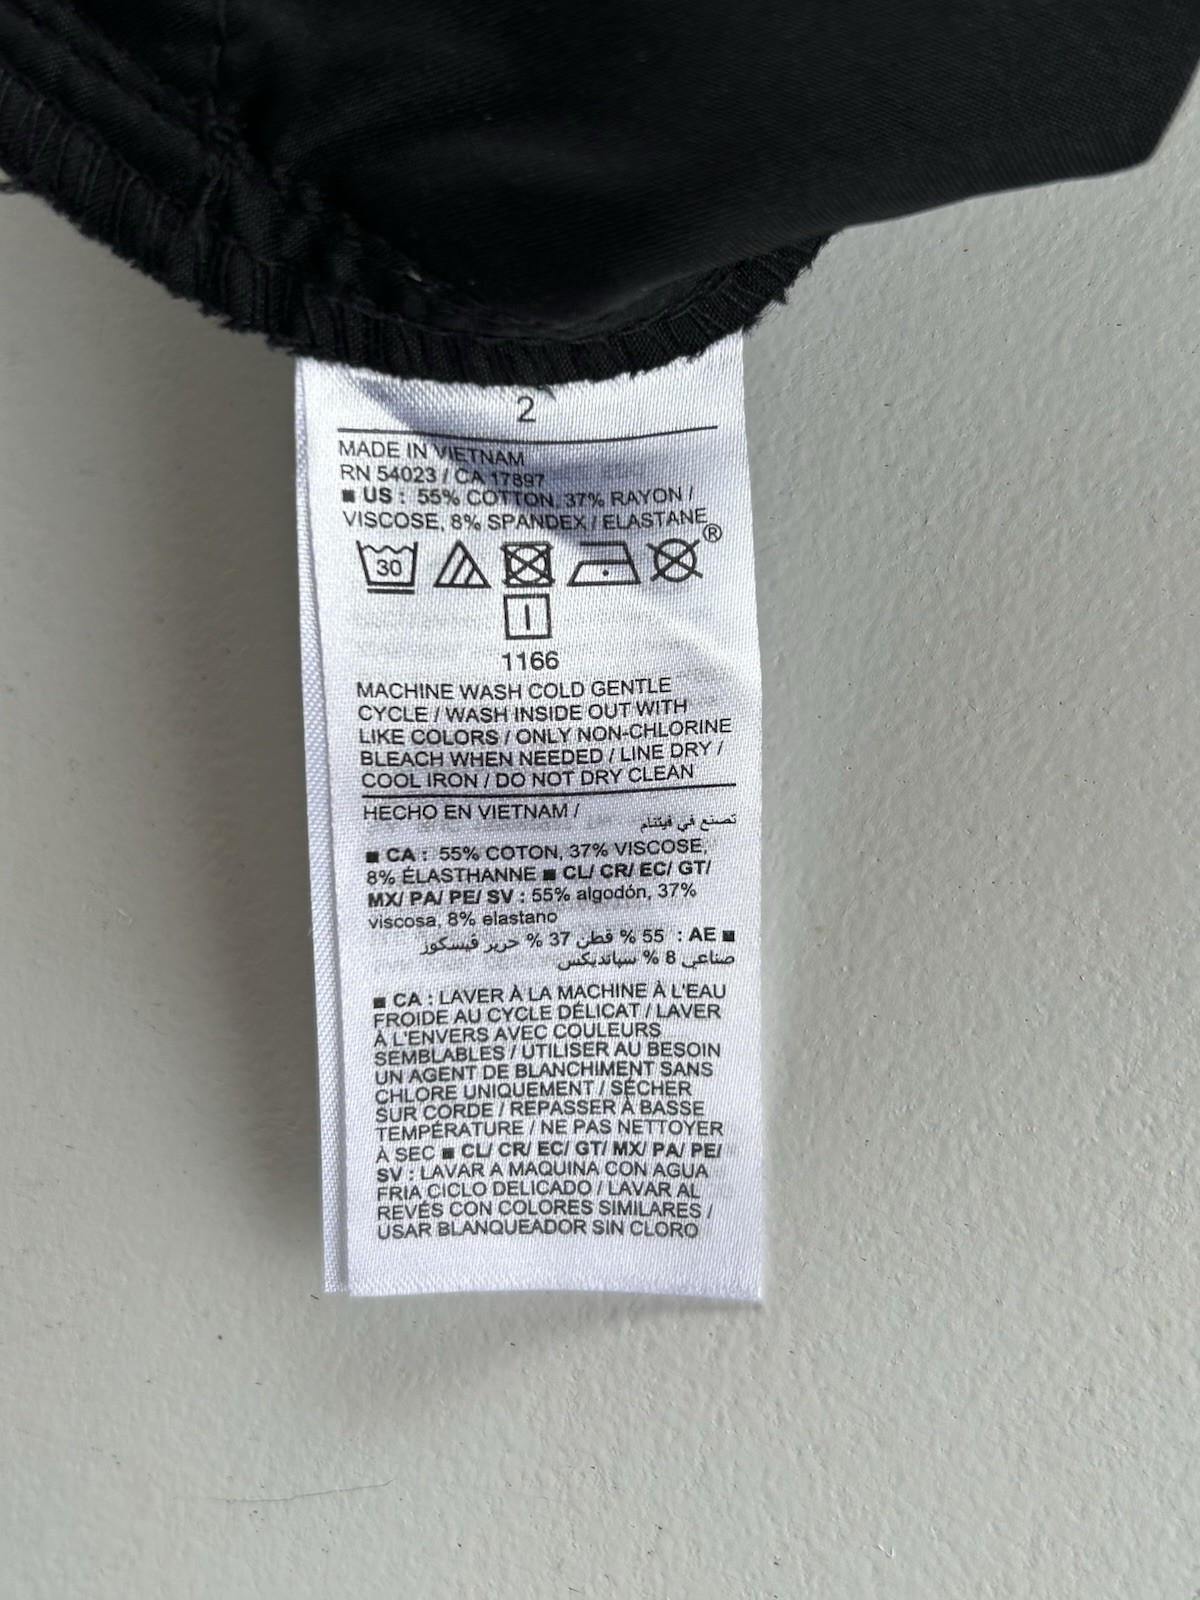 2
MADE IN VIETNAM
RN 54023 / CA 17897
■ US : 55% COTTON, 37% RAYON /
VISCOSE, 8% SPANDEX / ELASTANE
®
30
1166
MACHINE WASH COLD GENTLE
CYCLE / WASH INSIDE OUT WITH
LIKE COLORS / ONLY NON-CHLORINE
BLEACH WHEN NEEDED / LINE DRY /
COOL IRON / DO NOT DRY CLEAN
HECHO EN VIETNAM /
تصنع في فيتنام
■ CA : 55% COTON, 37% VISCOSE,
8% ÉLASTHANNE ■ CL/ CR/ EC/ GT/
MX/ PA/ PE/ SV : 55% algodón, 37%
viscosa, 8% elastano
■ AE : 55 % قطن 37 % حرير فيسكوز
صناعي 8 % سباندیکس
■ CA : LAVER À LA MACHINE À L'EAU
FROIDE AU CYCLE DÉLICAT / LAVER
À L'ENVERS AVEC COULEURS
SEMBLABLES / UTILISER AU BESOIN
UN AGENT DE BLANCHIMENT SANS
CHLORE UNIQUEMENT / SÉCHER
SUR CORDE / REPASSER À BASSE
TEMPÉRATURE / NE PAS NETTOYER
À SEC ■ CL/ CR/ EC/ GT/ MX/ PA/ PE/
SV : LAVAR A MAQUINA CON AGUA
FRIA CICLO DELICADO / LAVAR AL
REVÉS CON COLORES SIMILARES /
USAR BLANQUEADOR SIN CLORO